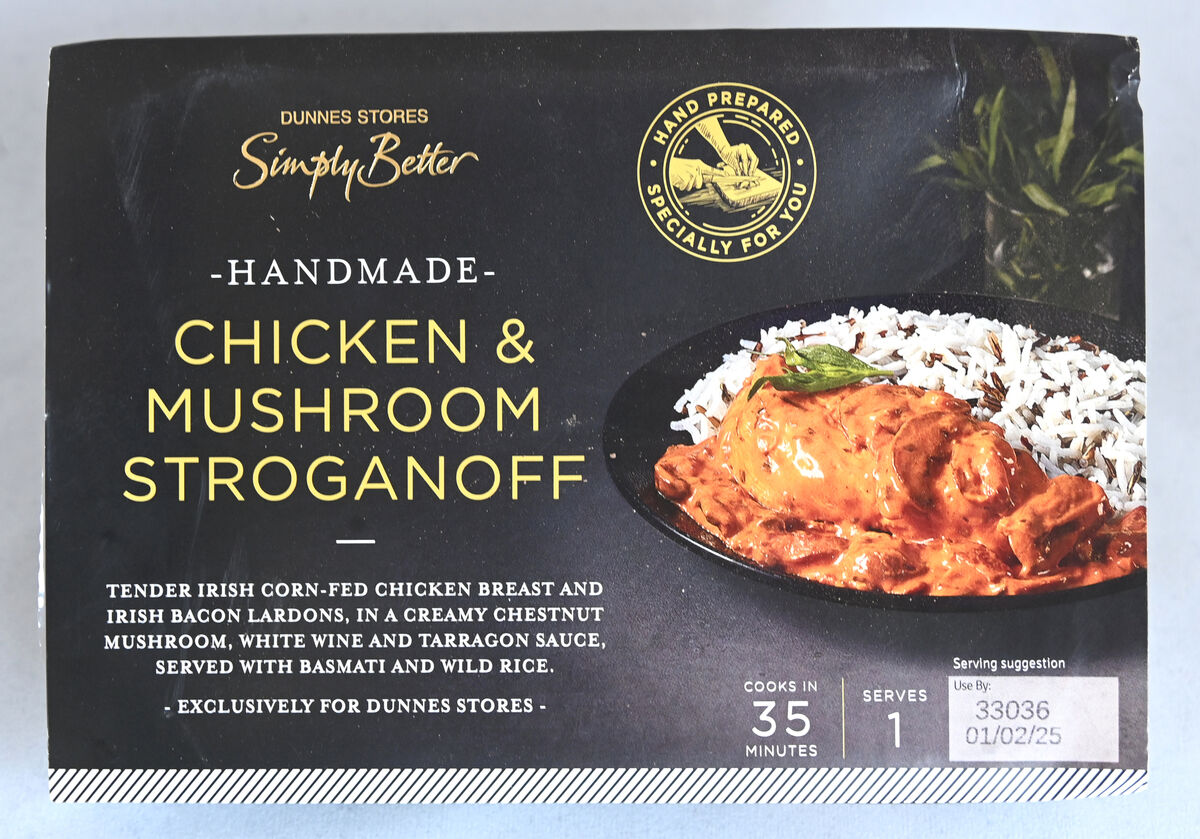 DUNNES STORES
Simply Better
HAND PREPARED
SPECIALLY FOR YOU
-HANDMADE-
CHICKEN &
MUSHROOM
STROGANOFF
TENDER IRISH CORN-FED CHICKEN BREAST AND
IRISH BACON LARDONS, IN A CREAMY CHESTNUT
MUSHROOM, WHITE WINE AND TARRAGON SAUCE,
SERVED WITH BASMATI AND WILD RICE.
- EXCLUSIVELY FOR DUNNES STORES -
COOKS IN
35
MINUTES
SERVES
1
Serving suggestion
Use By:
33036
01/02/25